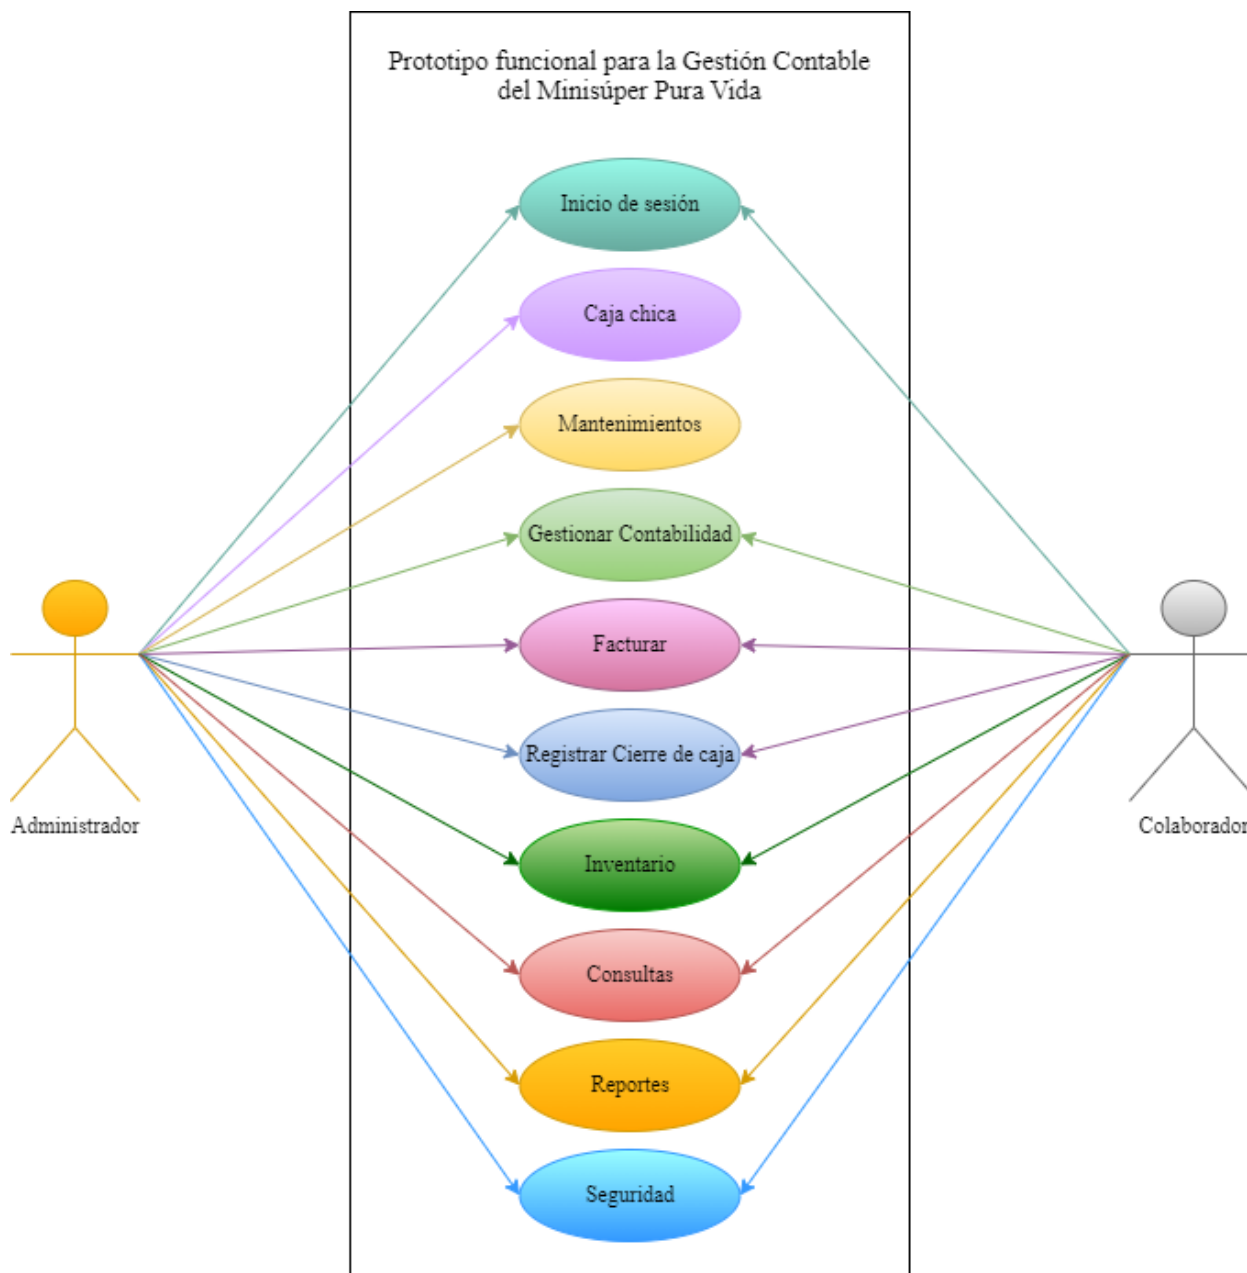 Prototipo funcional para la Gestión Contable
del Minisúper Pura Vida
Inicio de sesión
Caja chica
Mantenimientos
Gestionar Contabilidad
Facturar
Registrar Cierre de caja
Inventario
Consultas
Reportes
Seguridad
Administrador
Colaborador